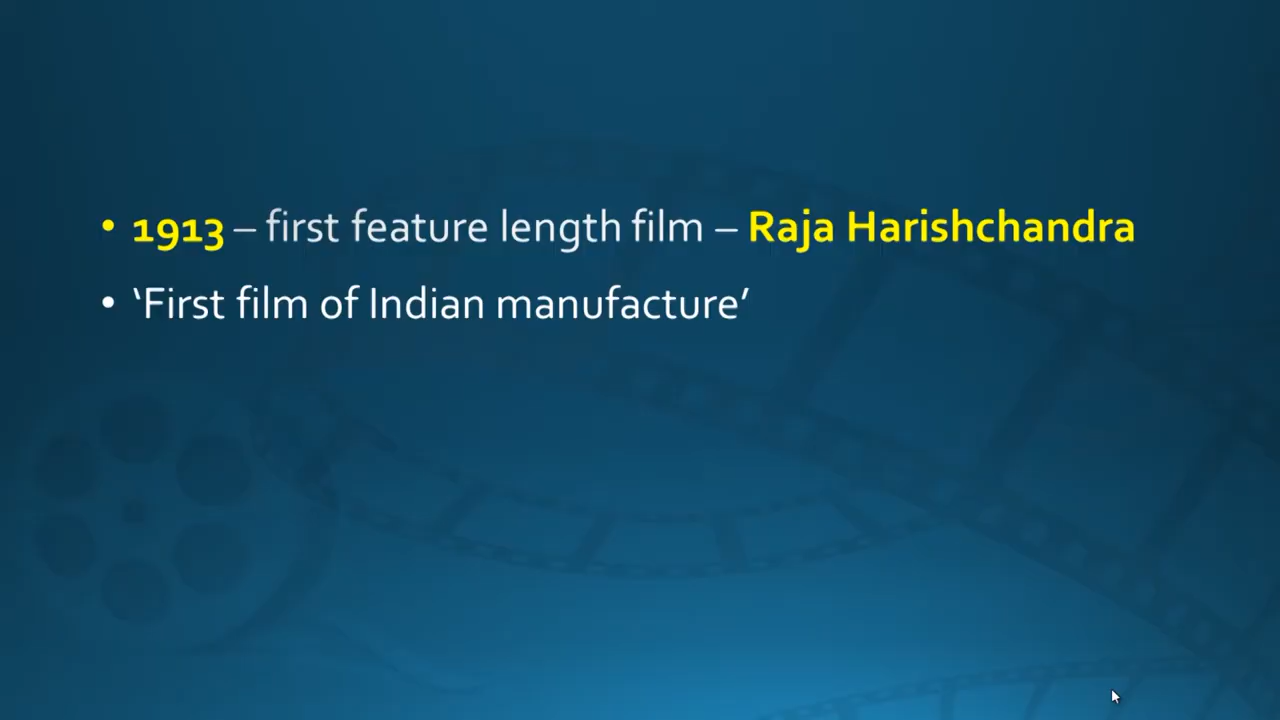 • 1913 – first feature length film – Raja Harishchandra
• ‘First film of Indian manufacture’